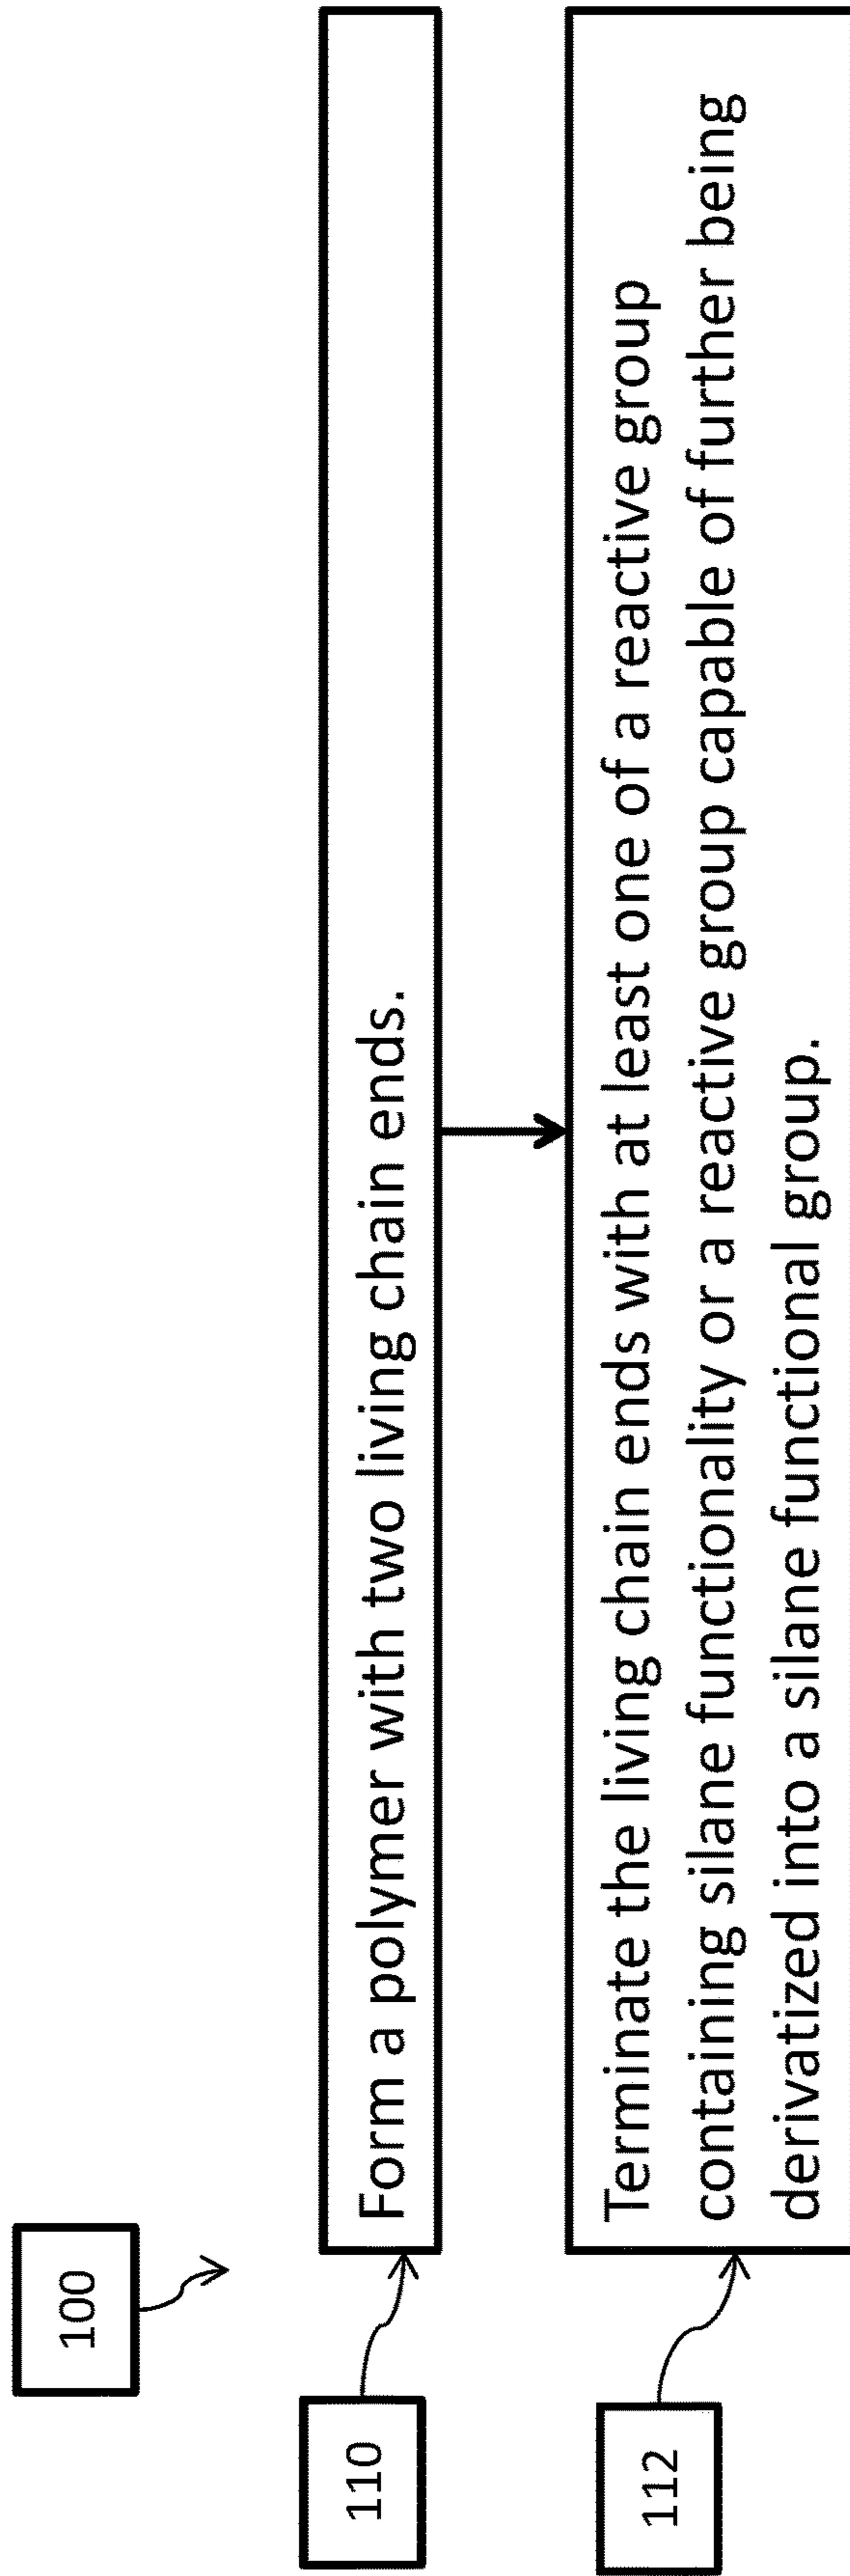 100
110
Form a polymer with two living chain ends.
112
Terminate the living chain ends with at least one of a reactive group
containing silane functionality or a reactive group capable of further being
derivatized into a silane functional group.